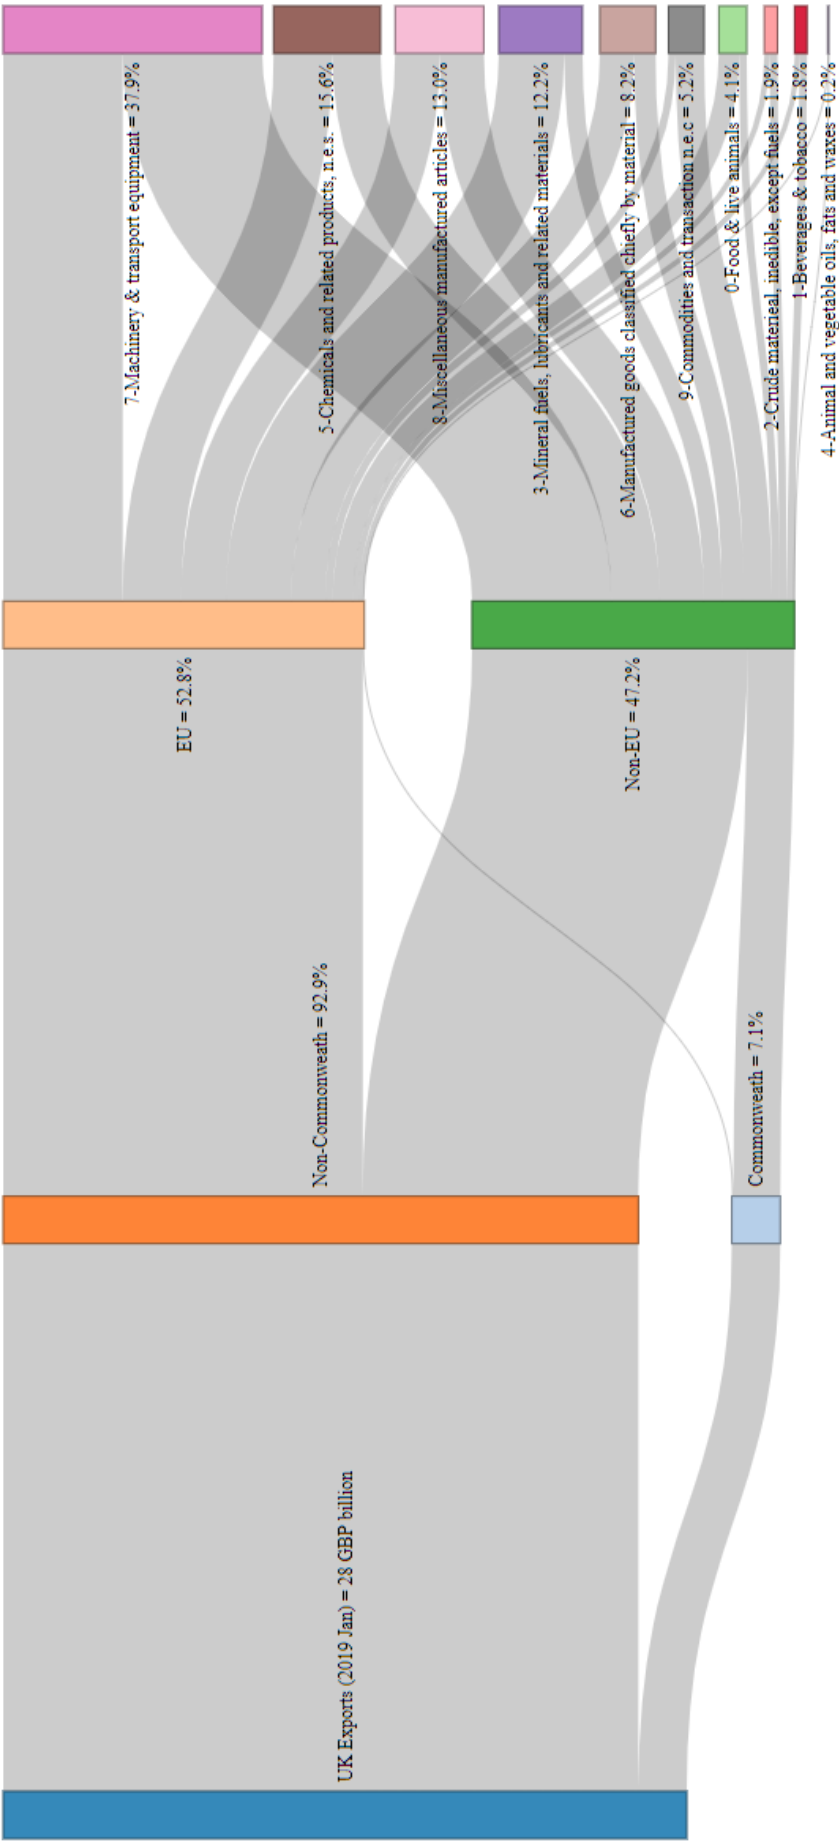 UK Exports (2019 Jan) = 28 GBP billion
Non-Commonweath = 92.9%
Commonweath = 7.1%
EU = 52.8%
Non-EU = 47.2%
7-Machinery & transport equipment = 37.9%
5-Chemicals and related products, n.e.s. = 15.6%
8-Miscellaneous manufactured articles = 13.0%
3-Mineral fuels, lubricants and related materials = 12.2%
6-Manufactured goods classified chiefly by material = 8.2%
9-Commodities and transaction n.e.c = 5.2%
0-Food & live animals = 4.1%
2-Crude materieal, inedible, except fuels = 1.9%
1-Beverages & tobacco = 1.8%
4-Animal and vegetable oils, fats and waxes = 0.2%